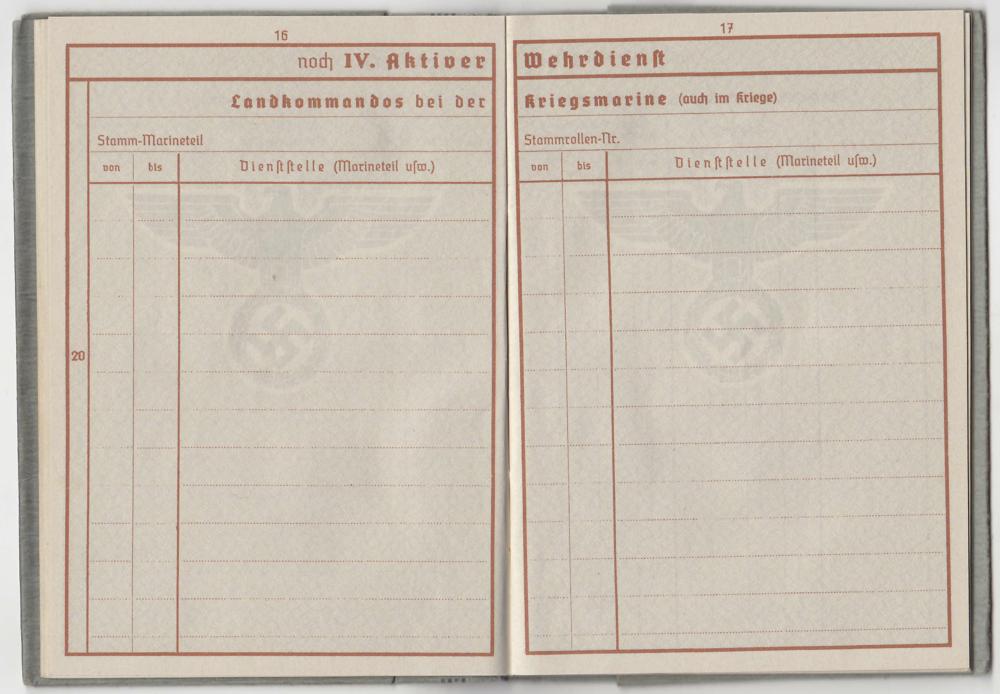 16
noch IV. Aktiver
Landkommandos bei der
Stamm-Marineteil
von bis Dienststelle (Marineteil usw.)
20
17
Wehrdienst
Kriegsmarine (auch im Kriege)
Stammrollen-Nr.
von bis Dienststelle (Marineteil usw.)